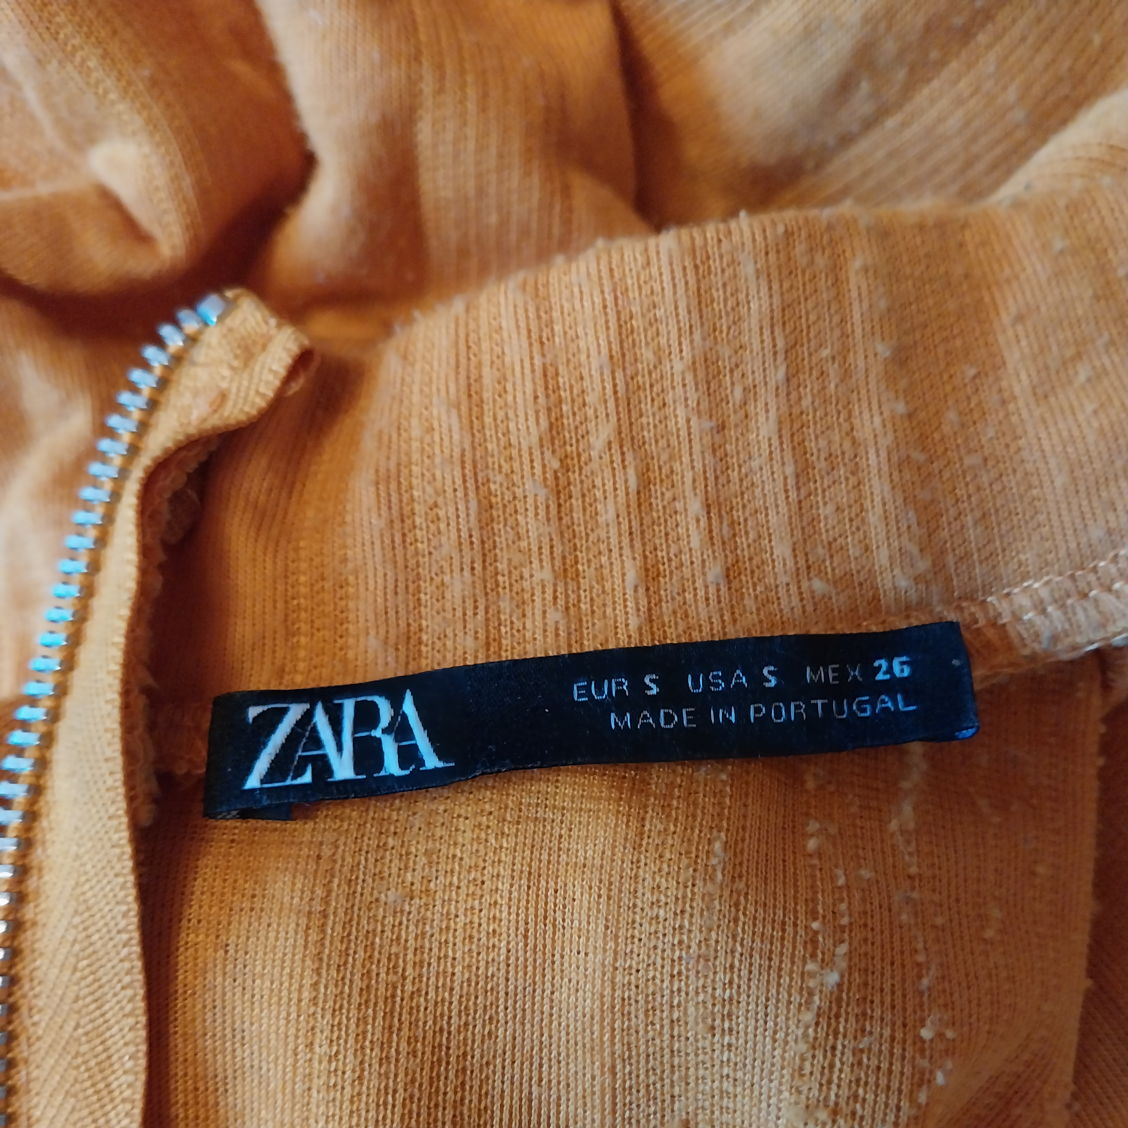 ZARA
EUR S USA S MEX 26
MADE IN PORTUGAL